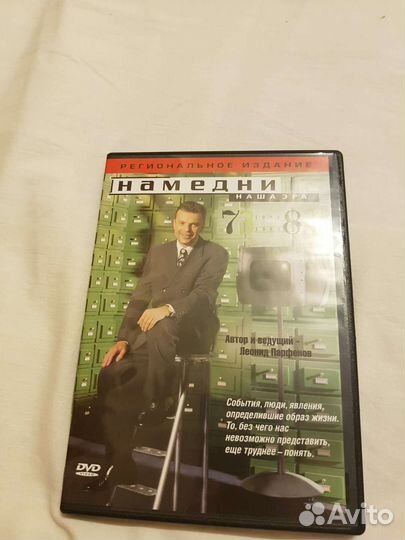 РЕГИОНАЛЬНОЕ ИЗДАНИЕ
намедни
НАША ЭРА
7 8
Автор и ведущий -
Леонид Парфенов
События, люди, явления,
определившие образ жизни.
То, без чего нас
невозможно представить,
еще труднее – понять.
DVD
VIDEO
Avito